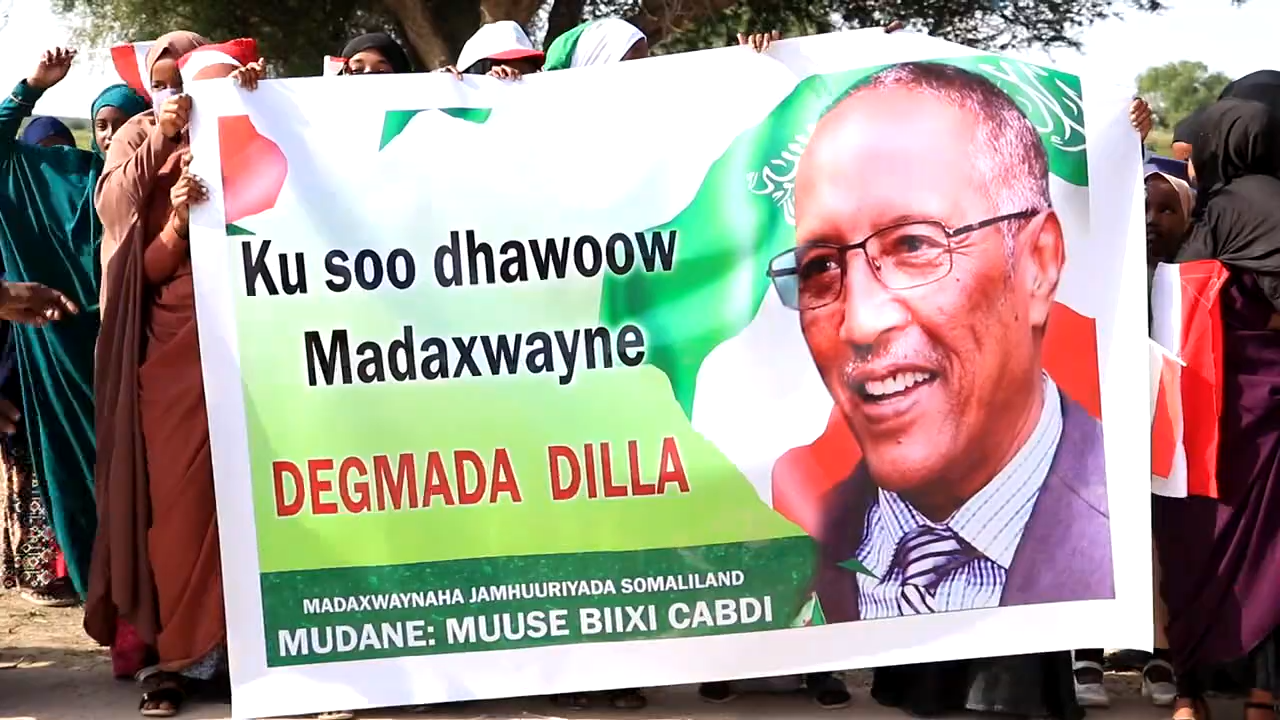 Ku soo dhawoow
Madaxwayne
DEGMADA DILLA
MADAXWAYNAHA JAMHUURIYADA SOMALILAND
MUDANE: MUUSE BIIXI CABDI